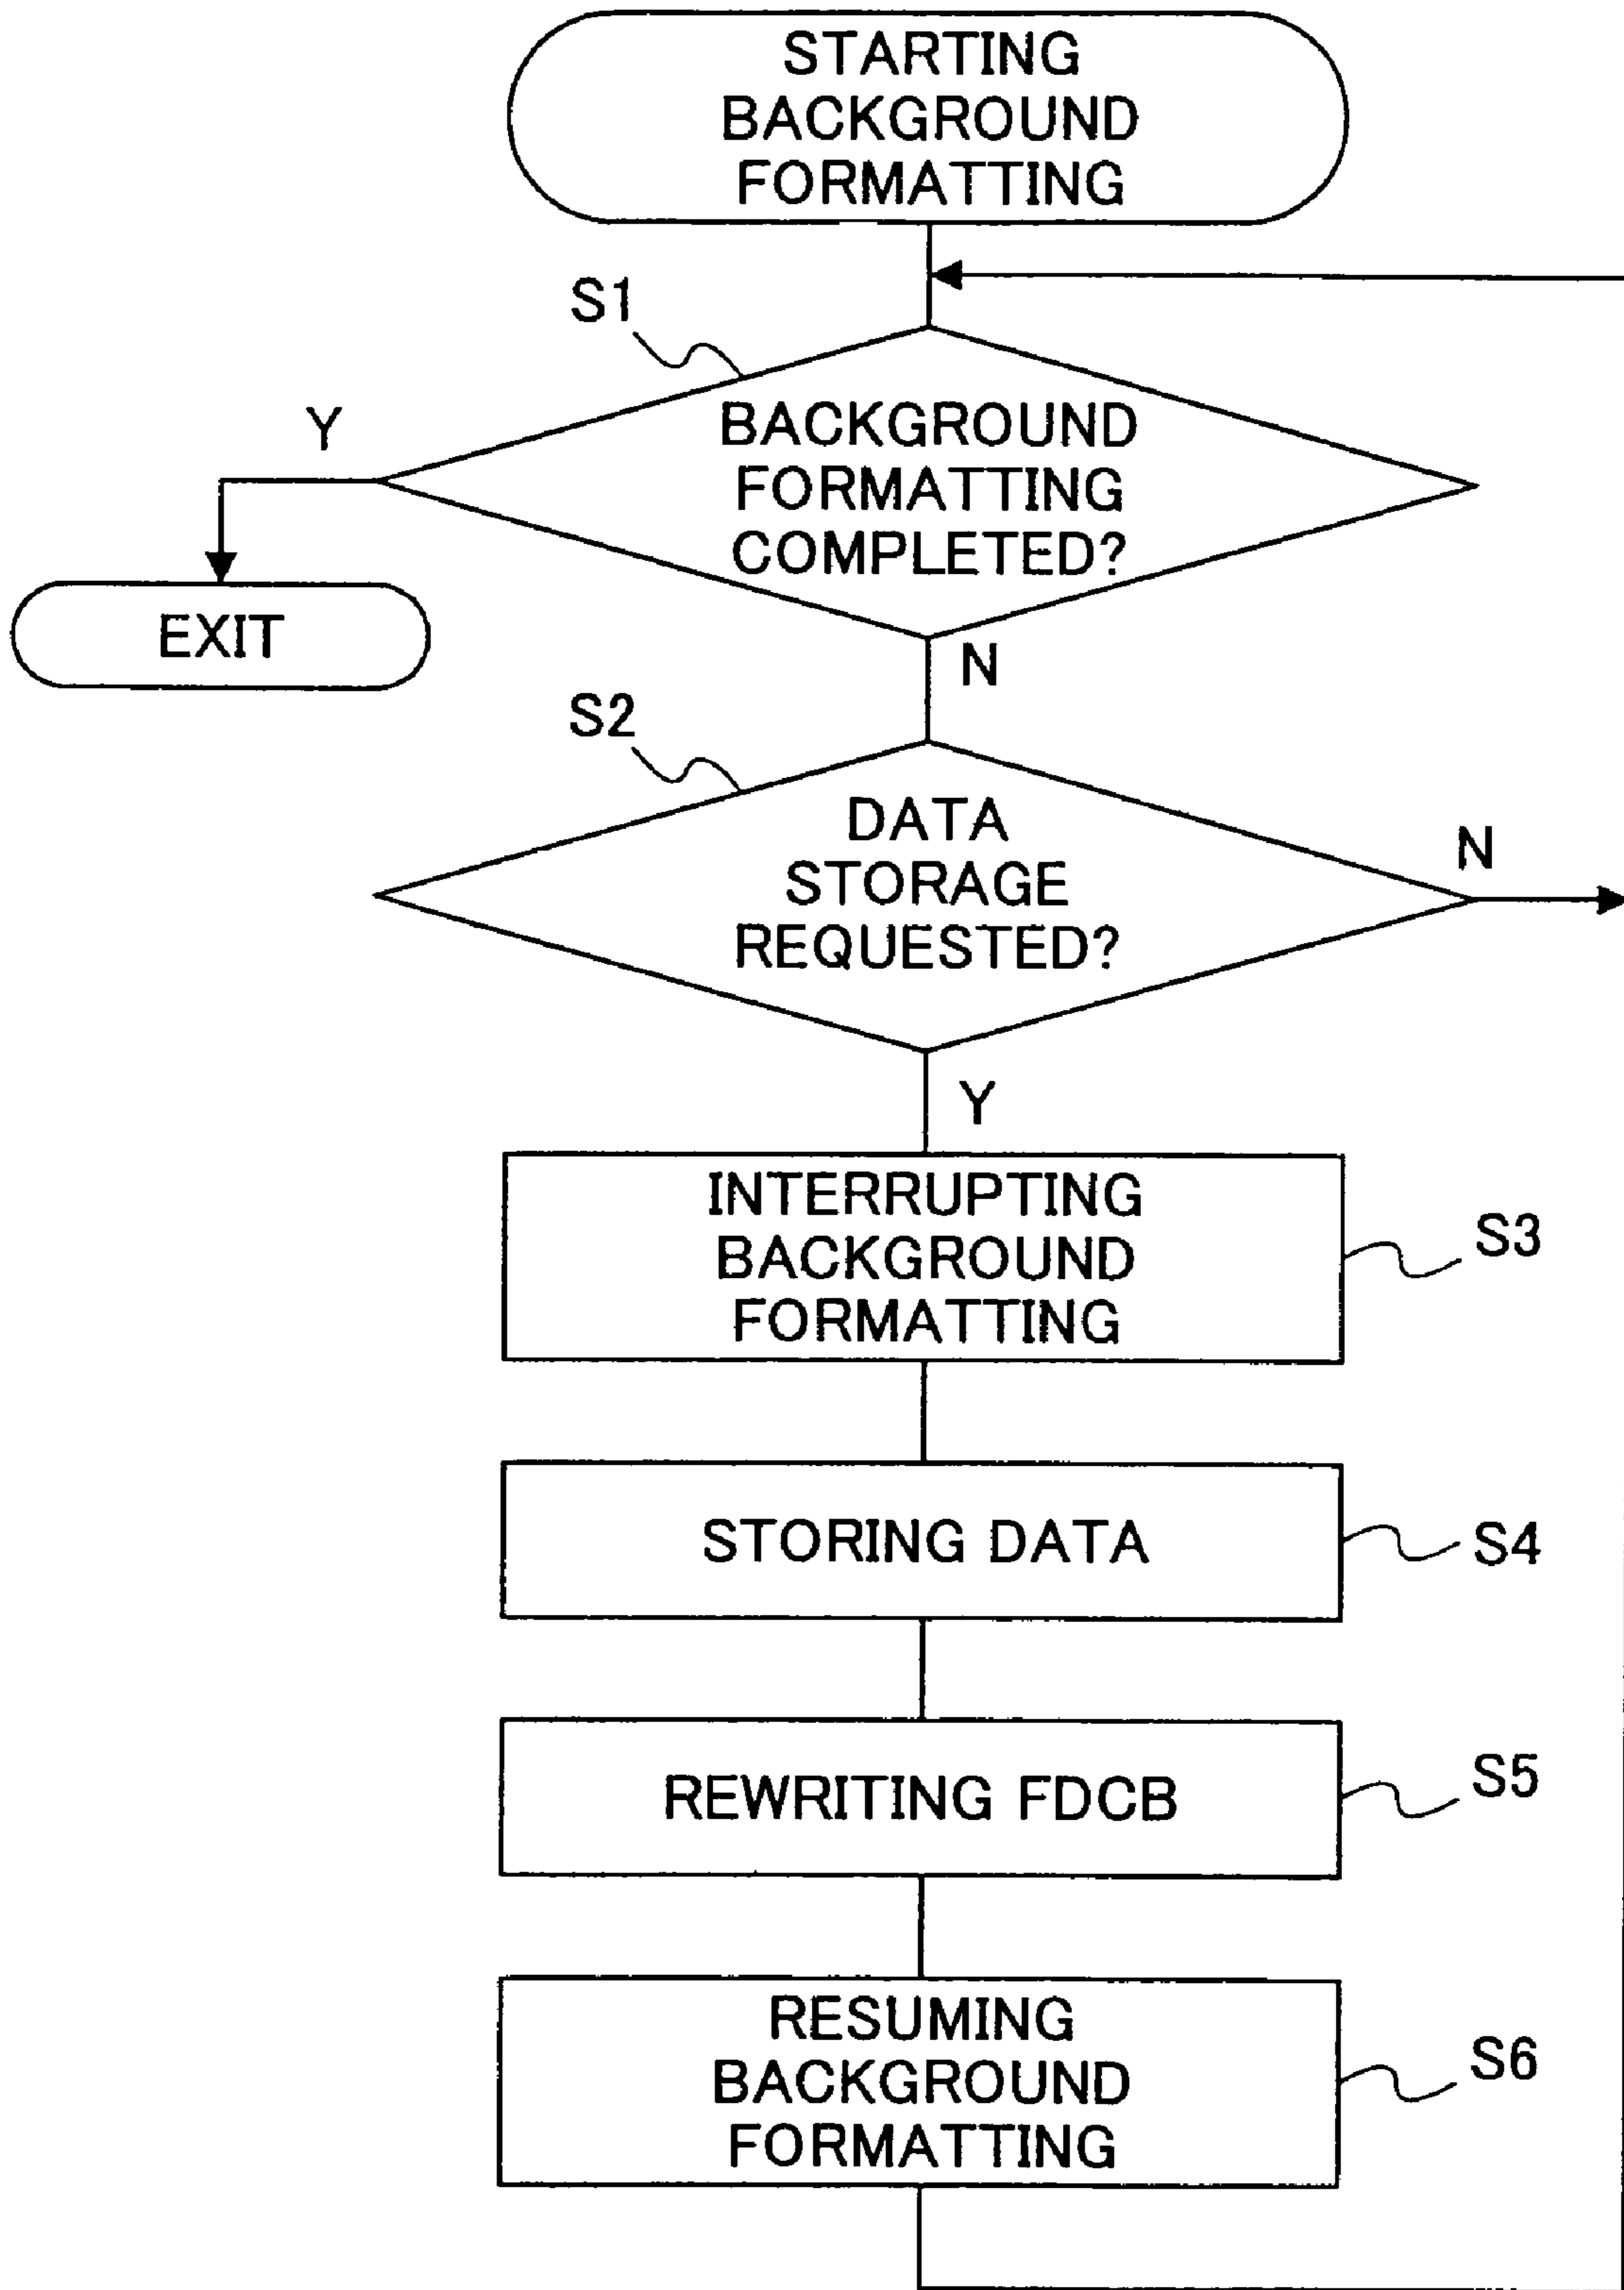 STARTING
BACKGROUND
FORMATTING
S1
Y
BACKGROUND
FORMATTING
COMPLETED?
EXIT
N
S2
DATA
STORAGE
REQUESTED?
N
Y
INTERRUPTING
BACKGROUND
FORMATTING
S3
STORING DATA
S4
REWRITING FDCB
S5
RESUMING
BACKGROUND
FORMATTING
S6